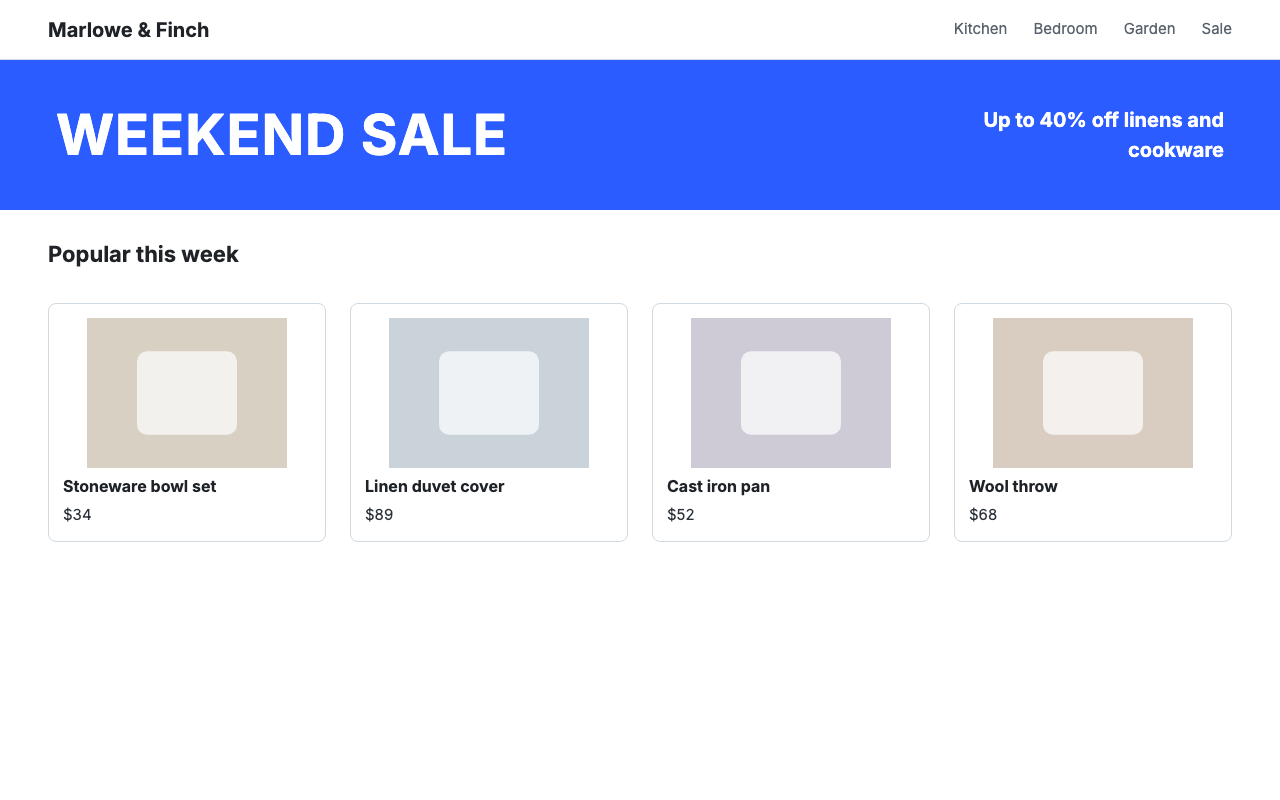 Marlowe & Finch
Kitchen Bedroom Garden Sale
WEEKEND SALE
Up to 40% off linens and
cookware
Popular this week
Stoneware bowl set
$34
Linen duvet cover
$89
Cast iron pan
$52
Wool throw
$68